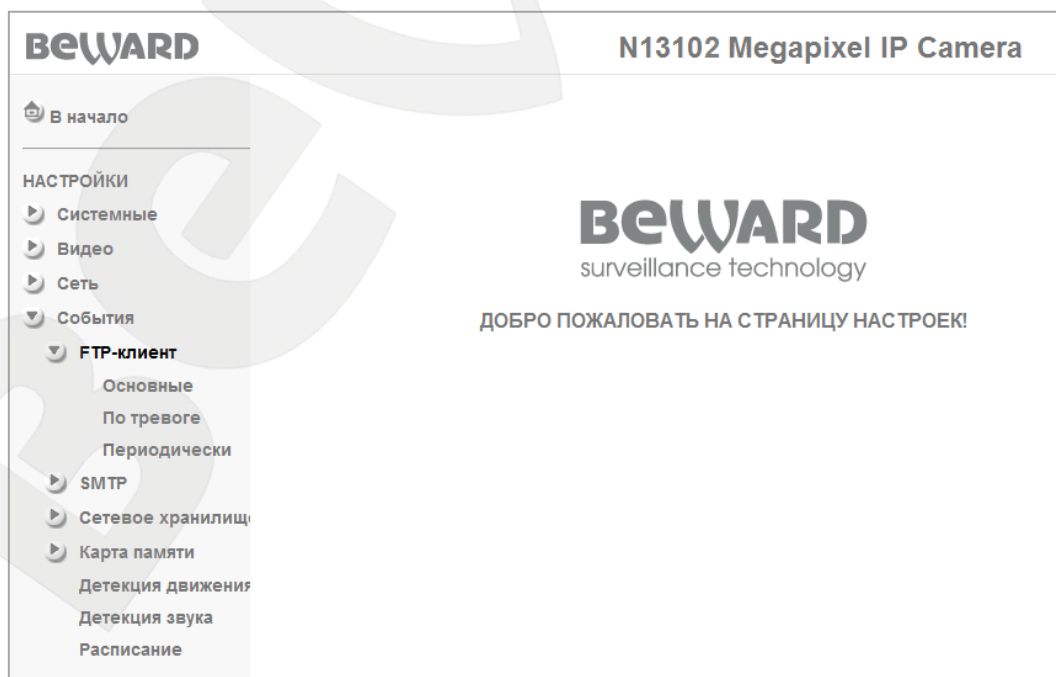 BEWARD
N13102 Megapixel IP Camera
В начало
НАСТРОЙКИ
Системные
Видео
Сеть
События
FTP-клиент
Основные
По тревоге
Периодически
SMTP
Сетевое хранилищ
Карта памяти
Детекция движения
Детекция звука
Расписание
BEWARD
surveillance technology
ДОБРО ПОЖАЛОВАТЬ НА СТРАНИЦУ НАСТРОЕК!